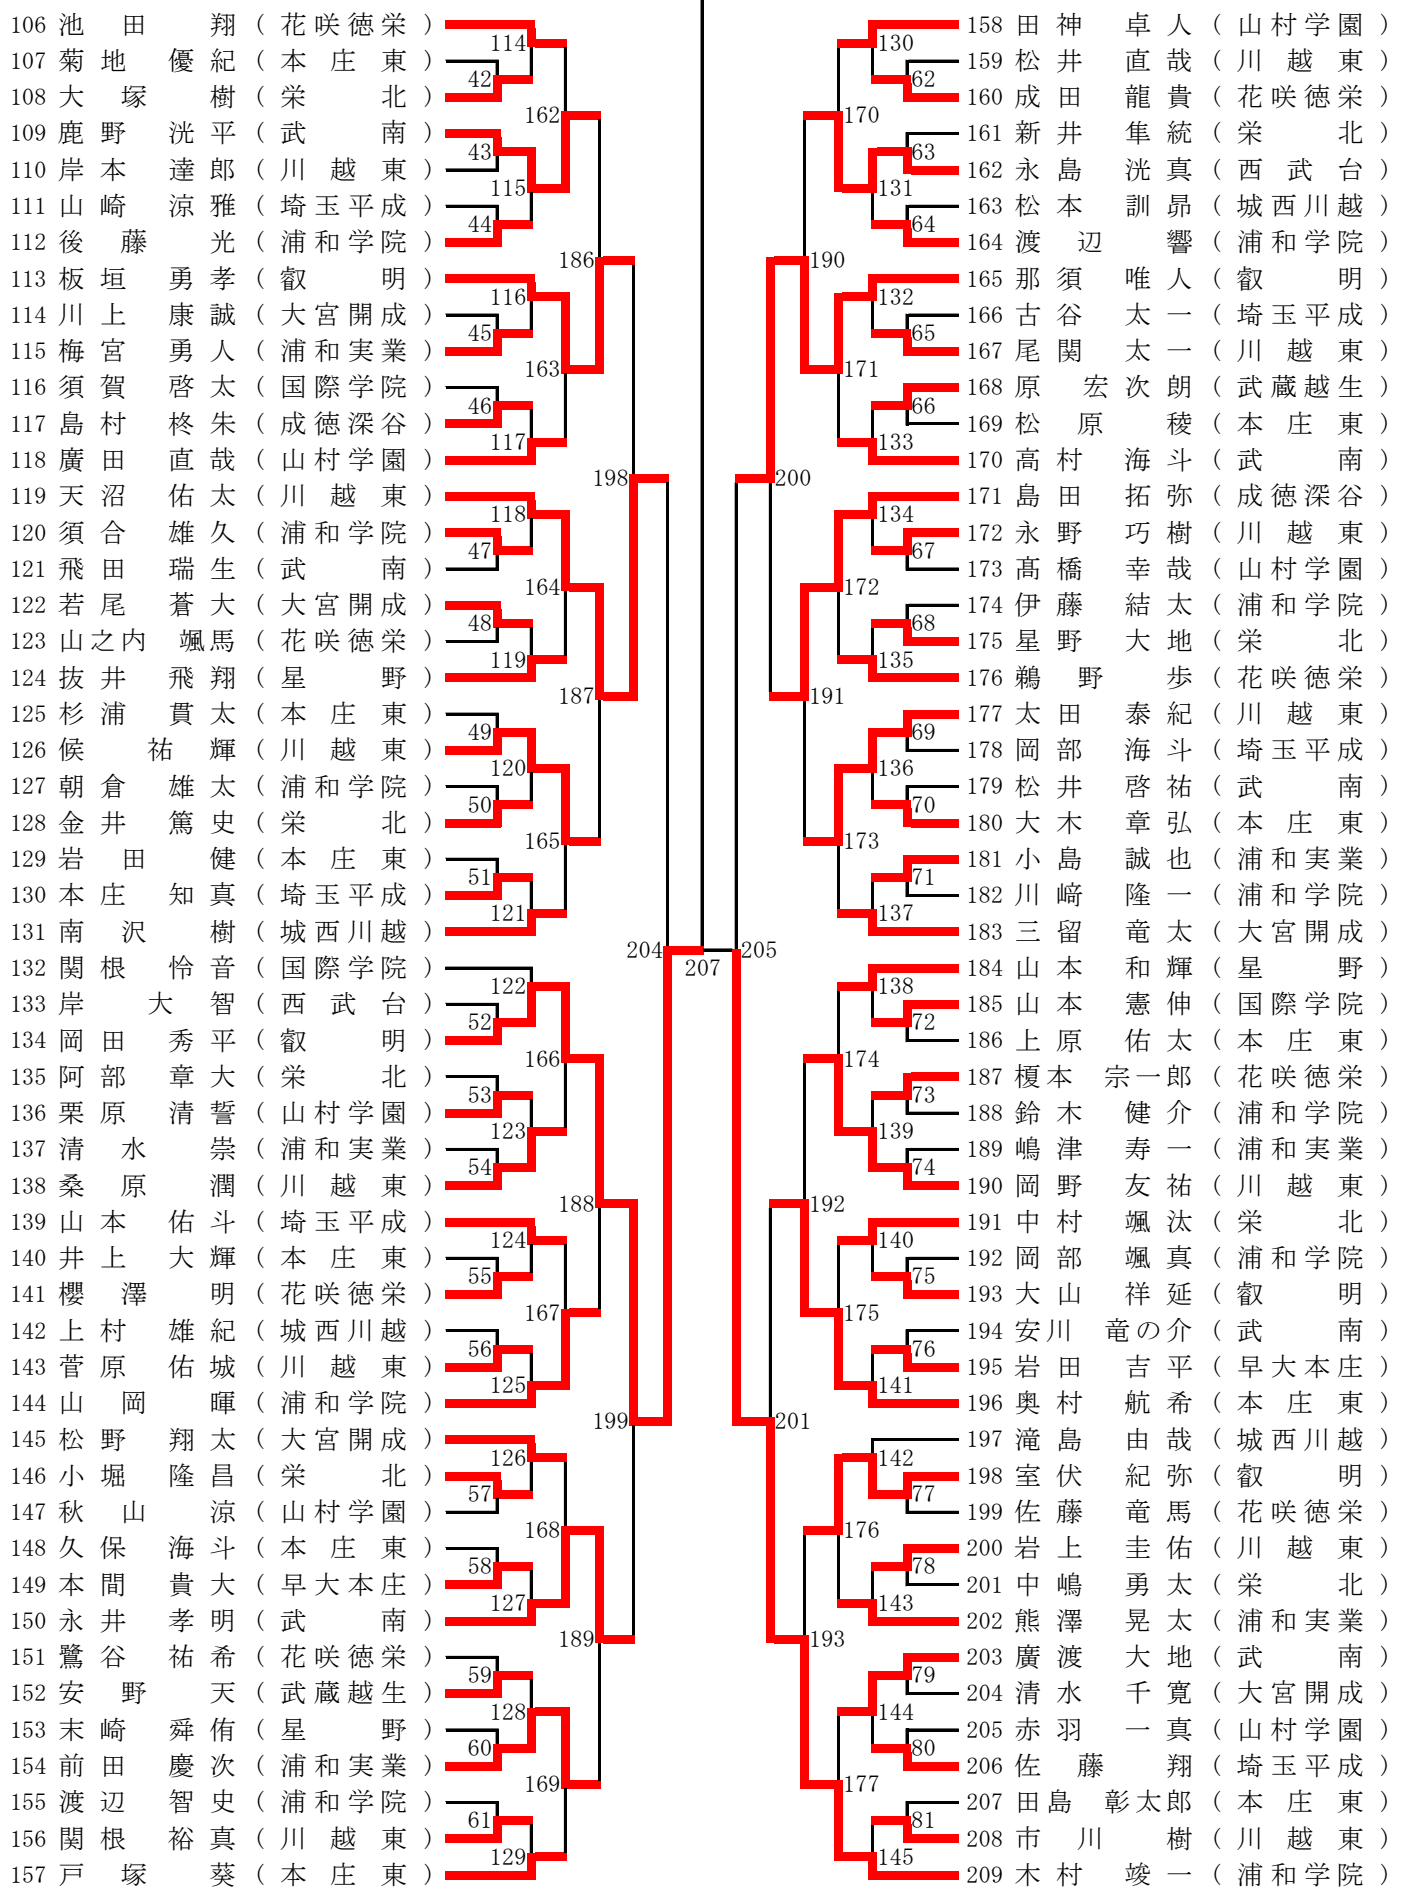 106 池田 翔 (花咲徳栄)
107 菊地 優紀 (本庄東)
108 大塚 樹 (栄北)
109 鹿野 洸平 (武南)
110 岸本 達郎 (川越東)
111 山崎 涼雅 (埼玉平成)
112 後藤 光 (浦和学院)
113 板垣 勇孝 (叡明)
114 川上 康誠 (大宮開成)
115 梅宮 勇人 (浦和実業)
116 須賀 啓太 (国際学院)
117 島村 柊朱 (成徳深谷)
118 廣田 直哉 (山村学園)
119 天沼 佑太 (川越東)
120 須合 雄久 (浦和学院)
121 飛田 瑞生 (武南)
122 若尾 蒼大 (大宮開成)
123 山之内 颯馬 (花咲徳栄)
124 抜井 飛翔 (星野)
125 杉浦 貫太 (本庄東)
126 候 祐輝 (川越東)
127 朝倉 雄太 (浦和学院)
128 金井 篤史 (栄北)
129 岩田 健 (本庄東)
130 本庄 知真 (埼玉平成)
131 南沢 樹 (城西川越)
132 関根 怜音 (国際学院)
133 岸 大智 (西武台)
134 岡田 秀平 (叡明)
135 阿部 章大 (栄北)
136 栗原 清誓 (山村学園)
137 清水 崇 (浦和実業)
138 桑原 潤 (川越東)
139 山本 佑斗 (埼玉平成)
140 井上 大輝 (本庄東)
141 櫻澤 明 (花咲徳栄)
142 上村 雄紀 (城西川越)
143 菅原 佑城 (川越東)
144 山岡 暉 (浦和学院)
145 松野 翔太 (大宮開成)
146 小堀 隆昌 (栄北)
147 秋山 涼 (山村学園)
148 久保 海斗 (本庄東)
149 本間 貴大 (早大本庄)
150 永井 孝明 (武南)
151 鷺谷 祐希 (花咲徳栄)
152 安野 天 (武蔵越生)
153 末崎 舜侑 (星野)
154 前田 慶次 (浦和実業)
155 渡辺 智史 (浦和学院)
156 関根 裕真 (川越東)
157 戸塚 葵 (本庄東)
114
42
162
43
115
44
186
116
45
163
46
117
198
118
47
164
48
119
187
49
120
50
165
51
121
204
207
205
122
52
166
53
123
54
188
124
55
167
56
125
199
126
57
168
58
127
189
59
128
60
169
61
129
130
62
170
63
131
64
190
132
65
171
66
133
200
134
67
172
68
135
191
69
136
70
173
71
137
138
72
174
73
139
74
192
140
75
175
76
141
201
142
77
176
78
143
193
79
144
80
177
81
145
158 田神 卓人 (山村学園)
159 松井 直哉 (川越東)
160 成田 龍貴 (花咲徳栄)
161 新井 隼統 (栄北)
162 永島 洸真 (西武台)
163 松本 訓昴 (城西川越)
164 渡辺 響 (浦和学院)
165 那須 唯人 (叡明)
166 古谷 太一 (埼玉平成)
167 尾関 太一 (川越東)
168 原 宏次朗 (武蔵越生)
169 松原 稜 (本庄東)
170 高村 海斗 (武南)
171 島田 拓弥 (成徳深谷)
172 永野 巧樹 (川越東)
173 髙橋 幸哉 (山村学園)
174 伊藤 結太 (浦和学院)
175 星野 大地 (栄北)
176 鵜野 歩 (花咲徳栄)
177 太田 泰紀 (川越東)
178 岡部 海斗 (埼玉平成)
179 松井 啓祐 (武南)
180 大木 章弘 (本庄東)
181 小島 誠也 (浦和実業)
182 川﨑 隆一 (浦和学院)
183 三留 竜太 (大宮開成)
184 山本 和輝 (星野)
185 山本 憲伸 (国際学院)
186 上原 佑太 (本庄東)
187 榎本 宗一郎 (花咲徳栄)
188 鈴木 健介 (浦和学院)
189 嶋津 寿一 (浦和実業)
190 岡野 友祐 (川越東)
191 中村 颯汰 (栄北)
192 岡部 颯真 (浦和学院)
193 大山 祥延 (叡明)
194 安川 竜の介 (武南)
195 岩田 吉平 (早大本庄)
196 奥村 航希 (本庄東)
197 滝島 由哉 (城西川越)
198 室伏 紀弥 (叡明)
199 佐藤 竜馬 (花咲徳栄)
200 岩上 圭佑 (川越東)
201 中嶋 勇太 (栄北)
202 熊澤 晃太 (浦和実業)
203 廣渡 大地 (武南)
204 清水 千寛 (大宮開成)
205 赤羽 一真 (山村学園)
206 佐藤 翔 (埼玉平成)
207 田島 彰太郎 (本庄東)
208 市川 樹 (川越東)
209 木村 竣一 (浦和学院)